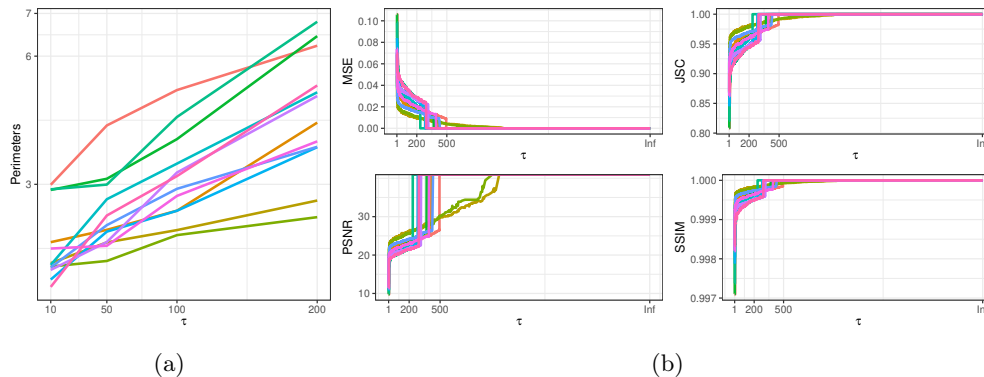 Perimeters
7
6
3
10
50
100
200
τ
(a)
MSE
0.10
0.08
0.06
0.04
0.02
0.00
1
200
500
Inf
τ
JSC
1.00
0.95
0.90
0.85
0.80
1
200
500
In
τ
PSNR
30
20
10
1
200
500
Inf
τ
SSIM
1.000
0.999
0.998
0.997
1
200
500
In
τ
(b)